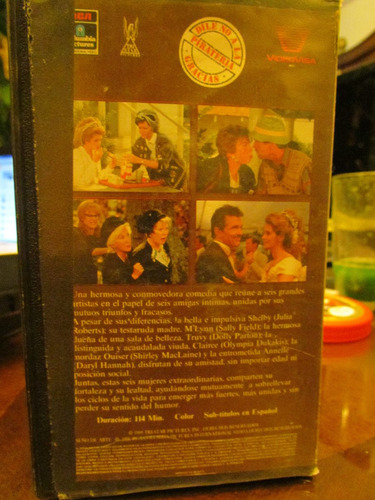 RCA
Columbia
Pictures
DILE NO A LA
PIRATERIA
GRACIAS
VIDEOVISA
Una hermosa y conmovedora comedia que reúne a seis grandes
artistas en el papel de seis amigas íntimas, unidas por sus
mutuos triunfos y fracasos.
A pesar de sus diferencias, la bella e impulsiva Shelby (Julia
Roberts); su testaruda madre, M'Lynn (Sally Field); la hermosa
dueña de una sala de belleza, Truvy (Dolly Parton); la
distinguida y acaudalada viuda, Clairee (Olympia Dukakis); la
mordaz Ouiser (Shirley MacLaine) y la entrometida Annelle
(Daryl Hannah), disfrutan de su amistad, sin importar edad ni
posición social.
Juntas, estas seis mujeres extraordinarias, comparten su
fortaleza y su lealtad, ayudándose mutuamente a sobrellevar
los ciclos de la vida para emerger más fuertes, más unidas y sin
perder su sentido del humor.
Duración: 114 Min. Color Sub-títulos en Español